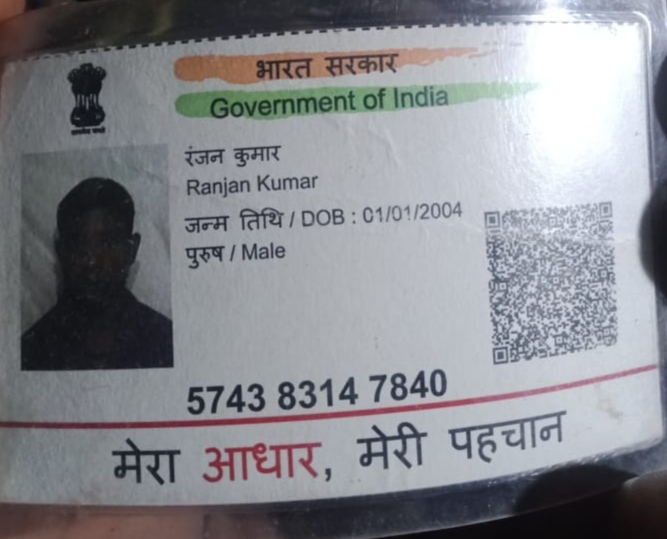 भारत सरकार
Government of India
रंजन कुमार
Ranjan Kumar
जन्म तिथि / DOB : 01/01/2004
पुरुष / Male
5743 8314 7840
मेरा आधार, मेरी पहचान